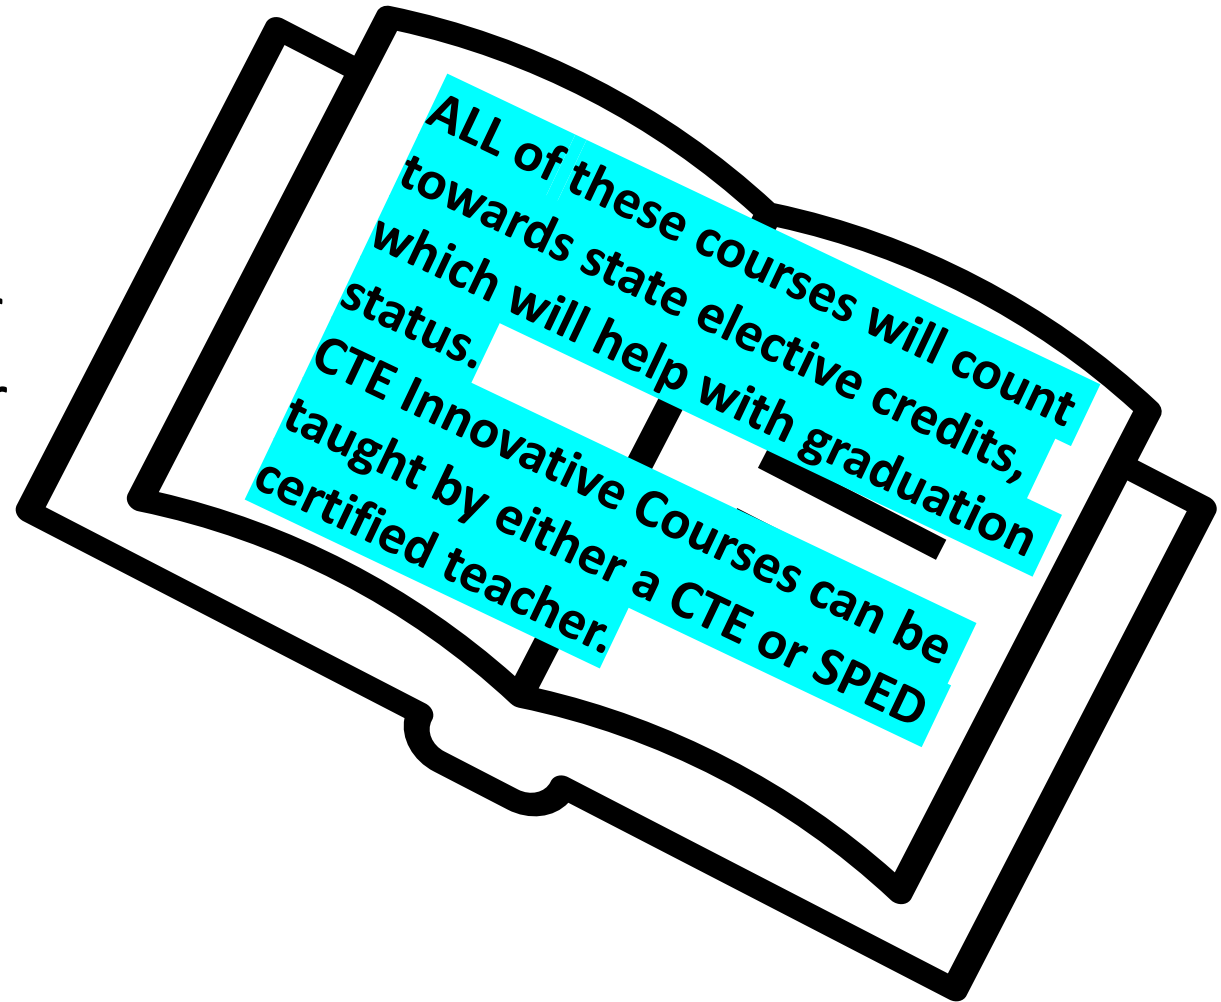 ALL of these courses will count
towards state elective credits,
which will help with graduation
status.
CTE Innovative Courses can be
taught by either a CTE or SPED
certified teacher.